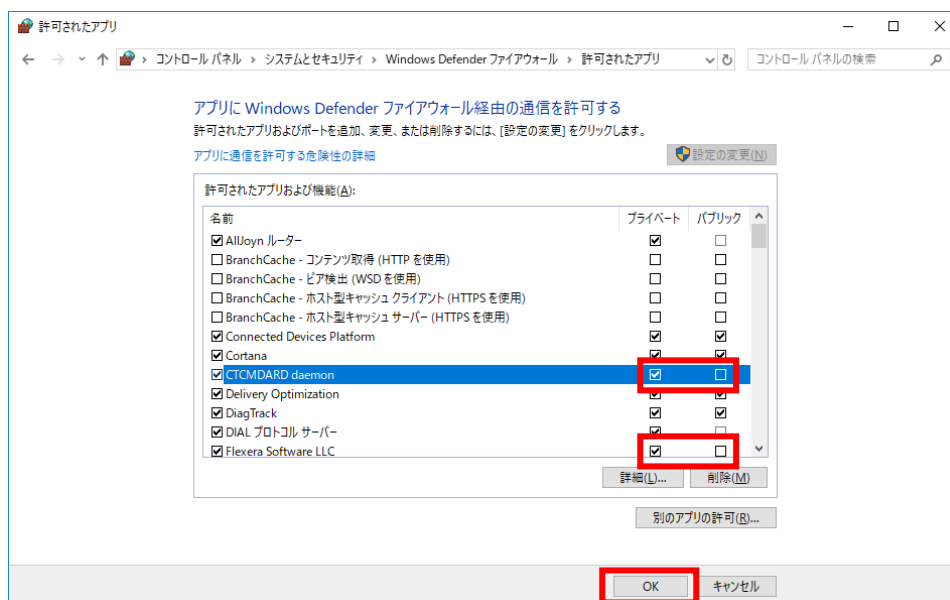 許可されたアプリ
コントロール パネル › システムとセキュリティ › Windows Defender ファイアウォール › 許可されたアプリ
コントロール パネルの検索
アプリに Windows Defender ファイアウォール経由の通信を許可する
許可されたアプリおよびポートを追加、変更、または削除するには、[設定の変更] をクリックします。
アプリに通信を許可する危険性の詳細
設定の変更(N)
許可されたアプリおよび機能(A):
名前 プライベート パブリック
AllJoyn ルーター
BranchCache - コンテンツ取得 (HTTP を使用)
BranchCache - ピア検出 (WSD を使用)
BranchCache - ホスト型キャッシュ クライアント (HTTPS を使用)
BranchCache - ホスト型キャッシュ サーバー (HTTPS を使用)
Connected Devices Platform
Cortana
CTCMDARD daemon
Delivery Optimization
DiagTrack
DIAL プロトコル サーバー
Flexera Software LLC
詳細(L)... 削除(M)
別のアプリの許可(R)...
OK キャンセル